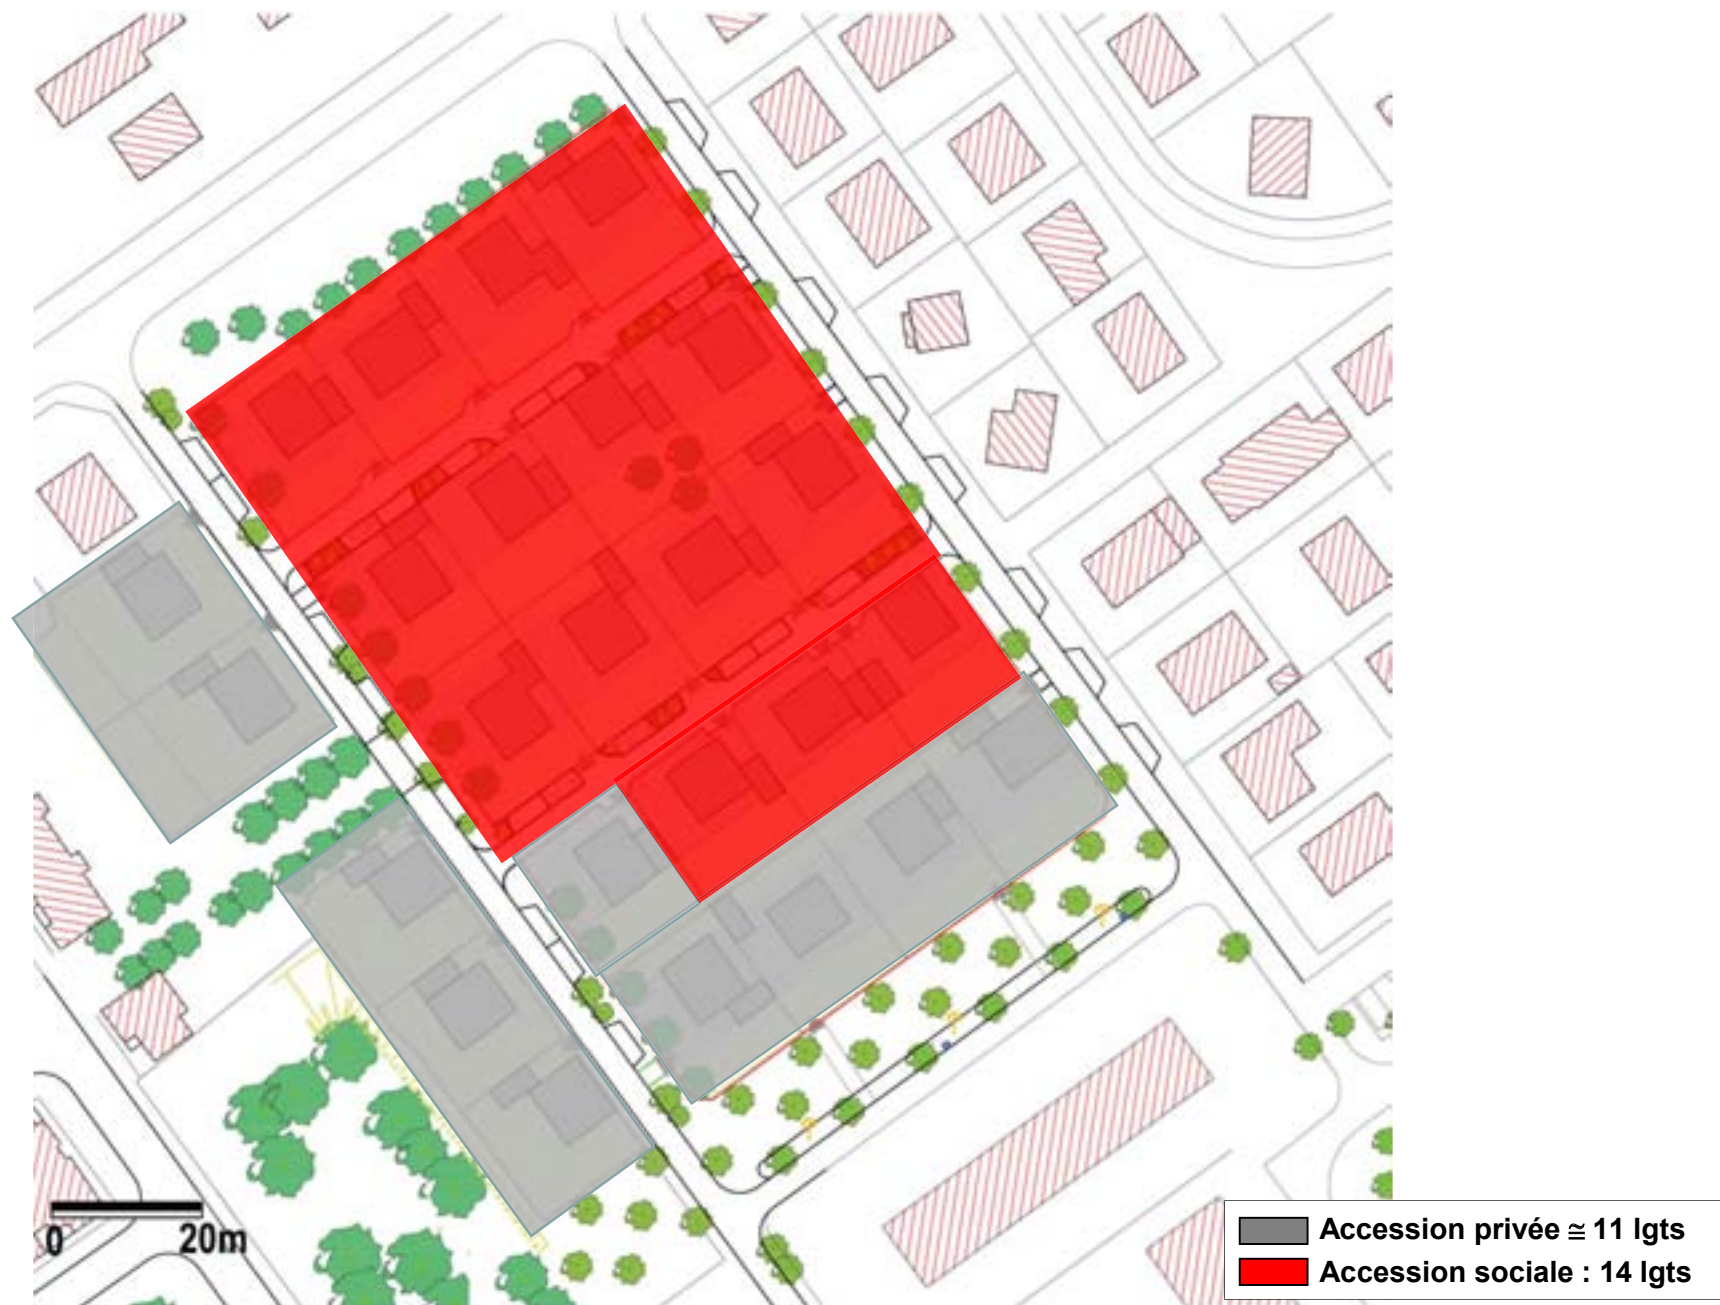 0 20m
Accession privée ≅ 11 lgts
Accession sociale : 14 lgts